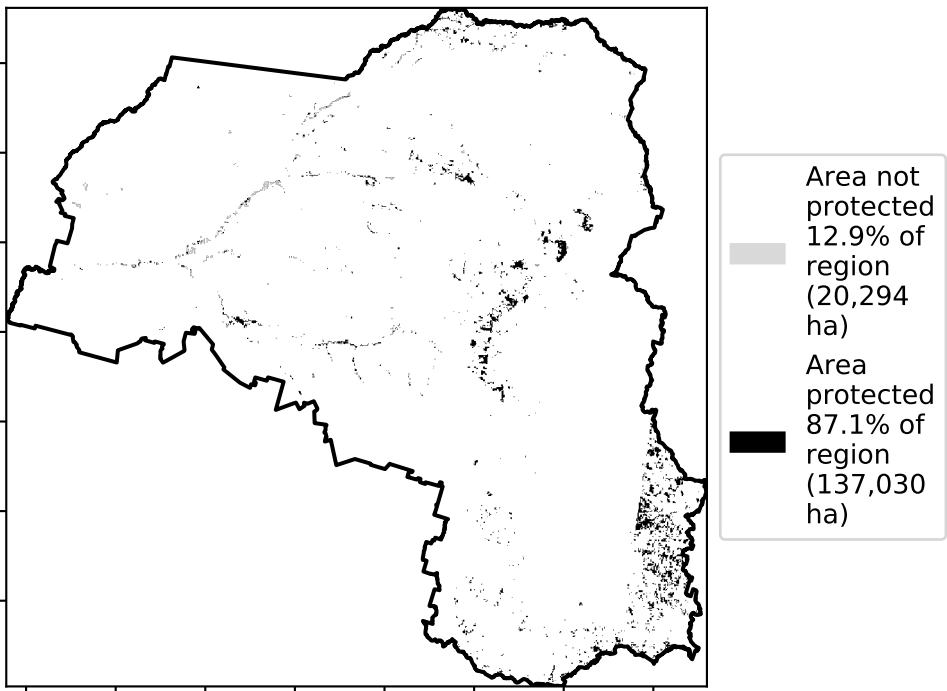 Area not
protected
12.9% of
region
(20,294
ha)
Area
protected
87.1% of
region
(137,030
ha)